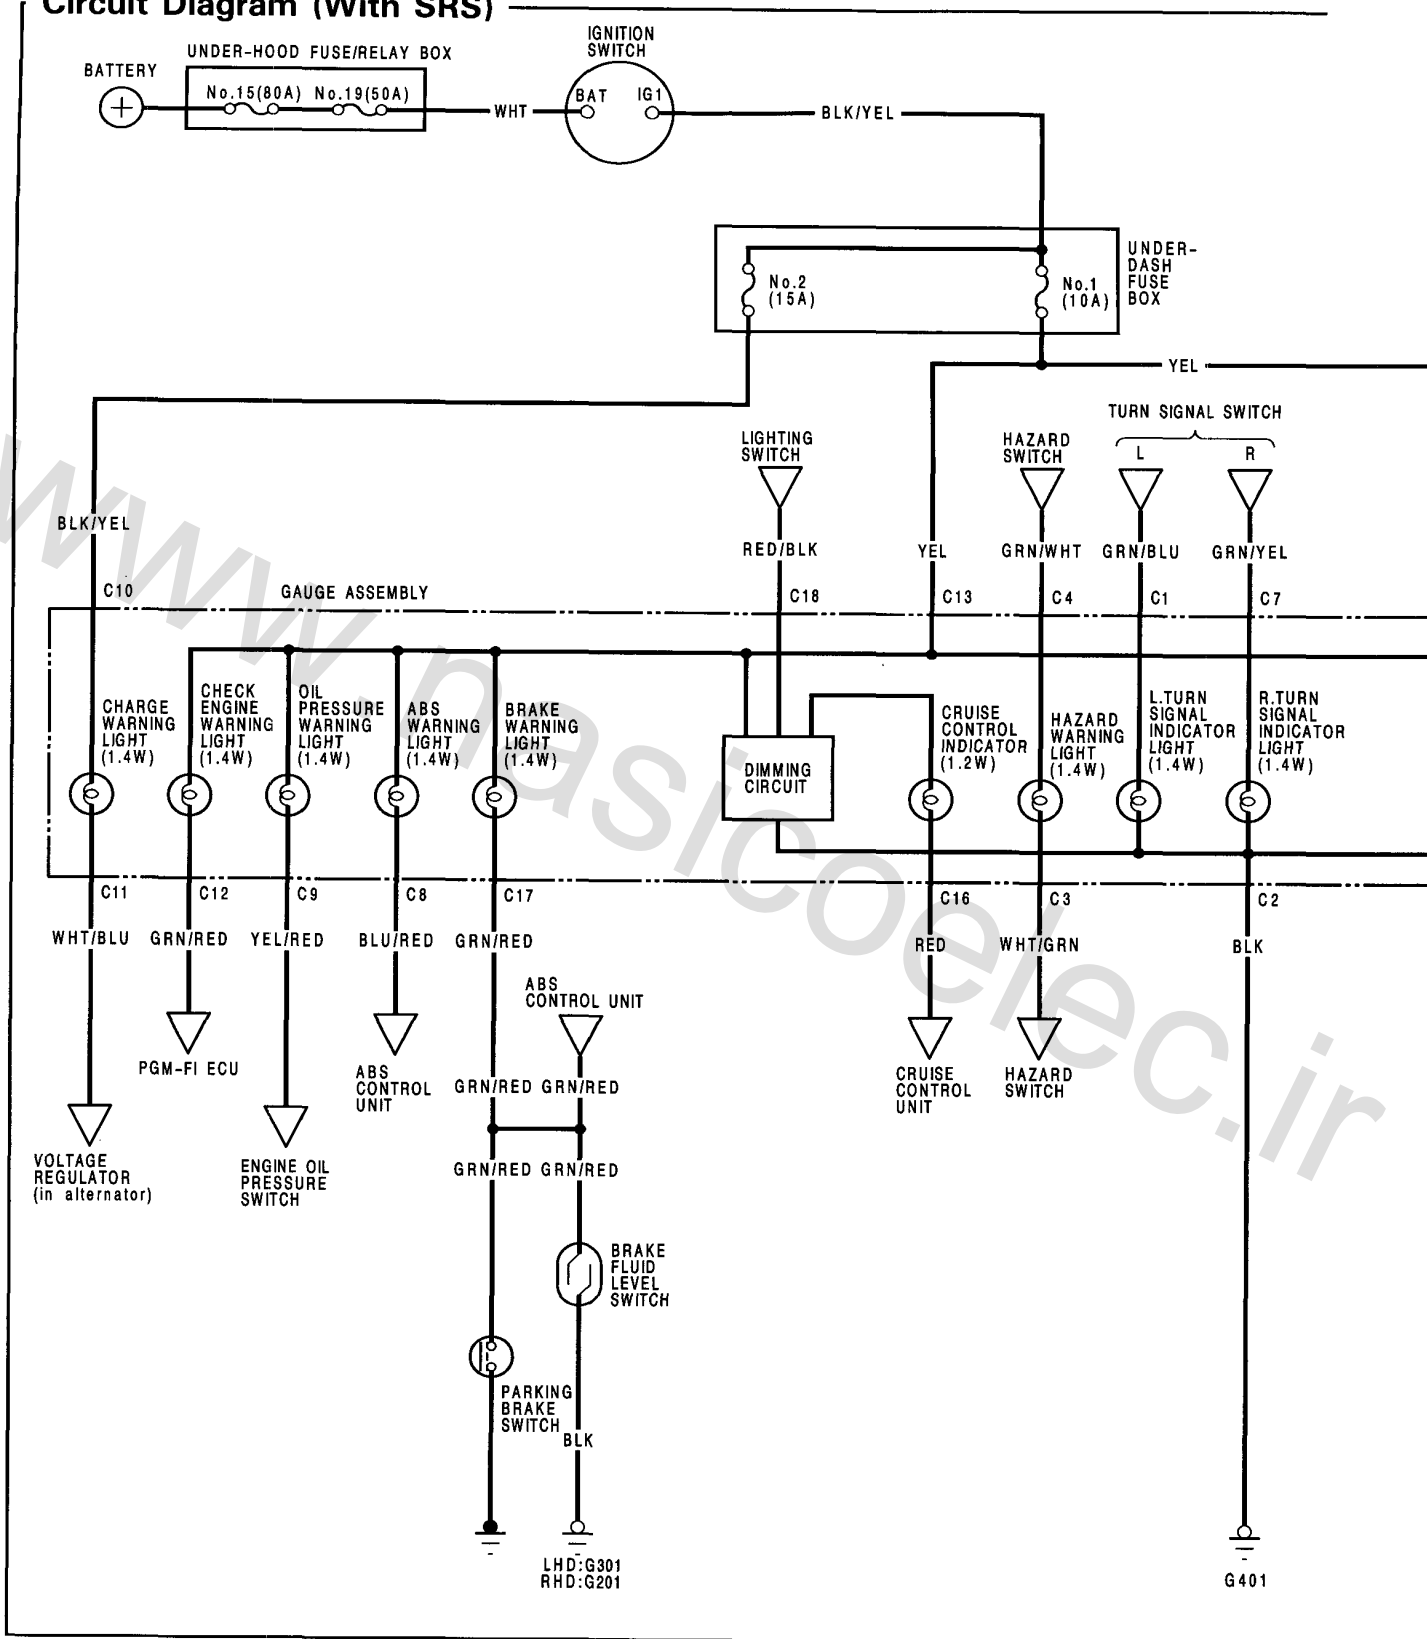 Circuit Diagram (With SRS)
IGNITION
SWITCH
UNDER-HOOD FUSE/RELAY BOX
BATTERY
No.15(80A) No.19(50A)
BAT IG1
WHT
BLK/YEL
UNDER-
DASH
FUSE
BOX
No.2
(15A)
No.1
(10A)
YEL
TURN SIGNAL SWITCH
L R
LIGHTING
SWITCH
HAZARD
SWITCH
BLK/YEL
RED/BLK YEL GRN/WHT GRN/BLU GRN/YEL
C10 GAUGE ASSEMBLY C18 C13 C4 C1 C7
CHARGE
WARNING
LIGHT
(1.4W)
CHECK
ENGINE
WARNING
LIGHT
(1.4W)
OIL
PRESSURE
WARNING
LIGHT
(1.4W)
ABS
WARNING
LIGHT
(1.4W)
BRAKE
WARNING
LIGHT
(1.4W)
DIMMING
CIRCUIT
CRUISE
CONTROL
INDICATOR
(1.2W)
HAZARD
WARNING
LIGHT
(1.4W)
L.TURN
SIGNAL
INDICATOR
LIGHT
(1.4W)
R.TURN
SIGNAL
INDICATOR
LIGHT
(1.4W)
C11 C12 C9 C8 C17 C16 C3 C2
WHT/BLU GRN/RED YEL/RED BLU/RED GRN/RED RED WHT/GRN BLK
ABS
CONTROL UNIT
PGM-FI ECU
ABS
CONTROL
UNIT
GRN/RED GRN/RED
CRUISE
CONTROL
UNIT
HAZARD
SWITCH
VOLTAGE
REGULATOR
(in alternator)
ENGINE OIL
PRESSURE
SWITCH
GRN/RED GRN/RED
BRAKE
FLUID
LEVEL
SWITCH
PARKING
BRAKE
SWITCH
BLK
LHD:G301
RHD:G201
G401
www.nasicoelec.ir